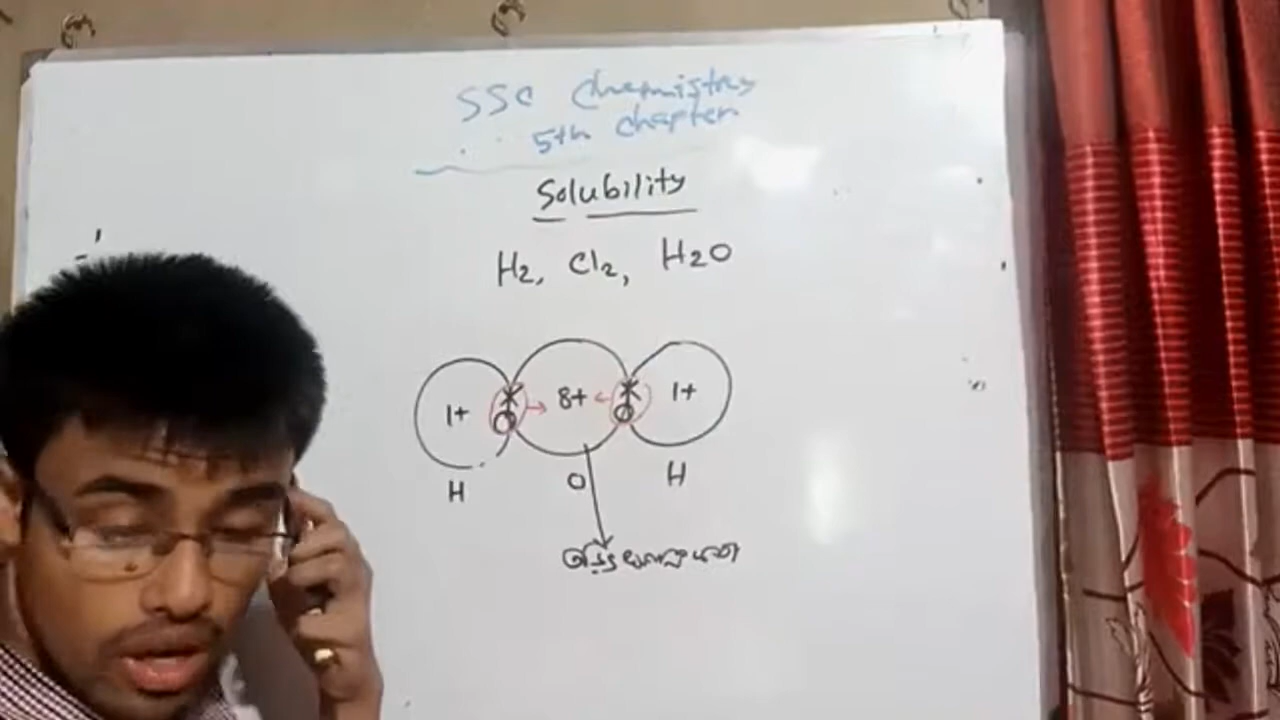 SSC Chemistry
5th chapter
Solubility
H2, Cl2, H2O
1+ 8+ 1+
H O H